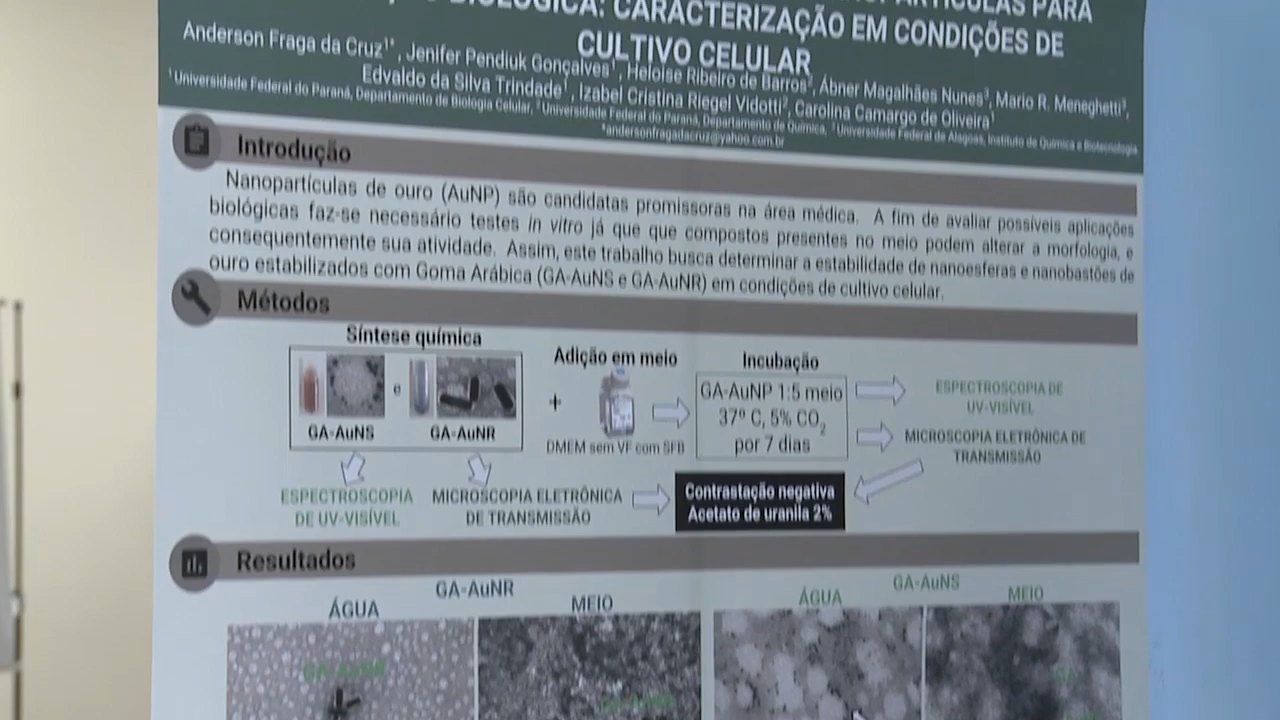 PARA
BIOLÓGICA: CARACTERIZAÇÃO EM CONDIÇÕES DE
CULTIVO CELULAR
Anderson Fraga da Cruz¹*, Jenifer Pendiuk Gonçalves¹, Heloise Ribeiro de Barros², Ábner Magalhães Nunes³, Mario R. Meneghetti³,
Edvaldo da Silva Trindade¹, Izabel Cristina Riegel Vidotti², Carolina Camargo de Oliveira¹
¹ Universidade Federal do Paraná, Departamento de Biologia Celular, ² Universidade Federal do Paraná, Departamento de Química, ³ Universidade Federal de Alagoas, Instituto de Química e Biotecnologia
*andersonfragadacruz@yahoo.com.br
Introdução
Nanopartículas de ouro (AuNP) são candidatas promissoras na área médica. A fim de avaliar possíveis aplicações
biológicas faz-se necessário testes in vitro já que que compostos presentes no meio podem alterar a morfologia, e
consequentemente sua atividade. Assim, este trabalho busca determinar a estabilidade de nanoesferas e nanobastões de
ouro estabilizados com Goma Arábica (GA-AuNS e GA-AuNR) em condições de cultivo celular.
Métodos
Síntese química
e
GA-AuNS
GA-AuNR
Adição em meio
+
DMEM sem VF com SFB
Incubação
GA-AuNP 1:5 meio
37º C, 5% CO₂
por 7 dias
ESPECTROSCOPIA DE
UV-VISÍVEL
MICROSCOPIA ELETRÔNICA DE
TRANSMISSÃO
ESPECTROSCOPIA
DE UV-VISÍVEL
MICROSCOPIA ELETRÔNICA
DE TRANSMISSÃO
Contrastação negativa
Acetato de uranila 2%
Resultados
GA-AuNR
ÁGUA
MEIO
GA-AuNS
ÁGUA
MEIO